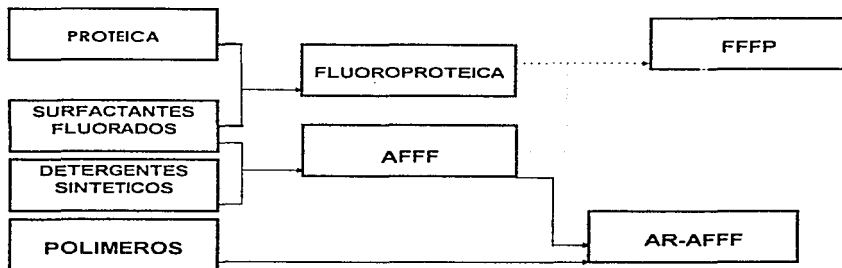 PROTEICA
FFFP
FLUOROPROTEICA
SURFACTANTES
FLUORADOS
AFFF
DETERGENTES
SINTETICOS
POLIMEROS
AR-AFFF